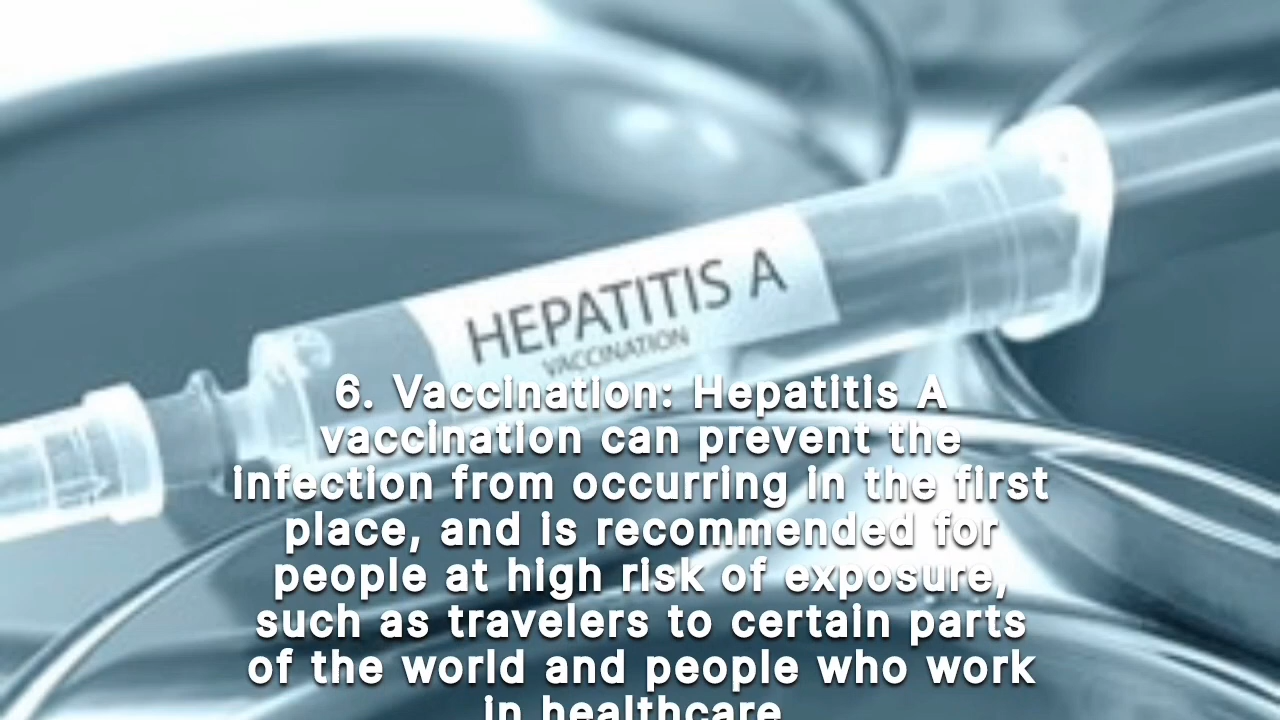 HEPATITIS A
VACCINATION
6. Vaccination: Hepatitis A
vaccination can prevent the
infection from occurring in the first
place, and is recommended for
people at high risk of exposure,
such as travelers to certain parts
of the world and people who work
in healthcare